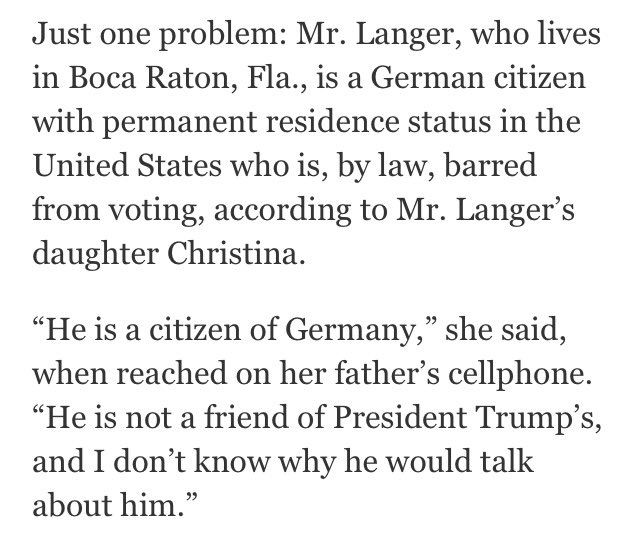 Just one problem: Mr. Langer, who lives
in Boca Raton, Fla., is a German citizen
with permanent residence status in the
United States who is, by law, barred
from voting, according to Mr. Langer’s
daughter Christina.
“He is a citizen of Germany,” she said,
when reached on her father’s cellphone.
“He is not a friend of President Trump’s,
and I don’t know why he would talk
about him.”